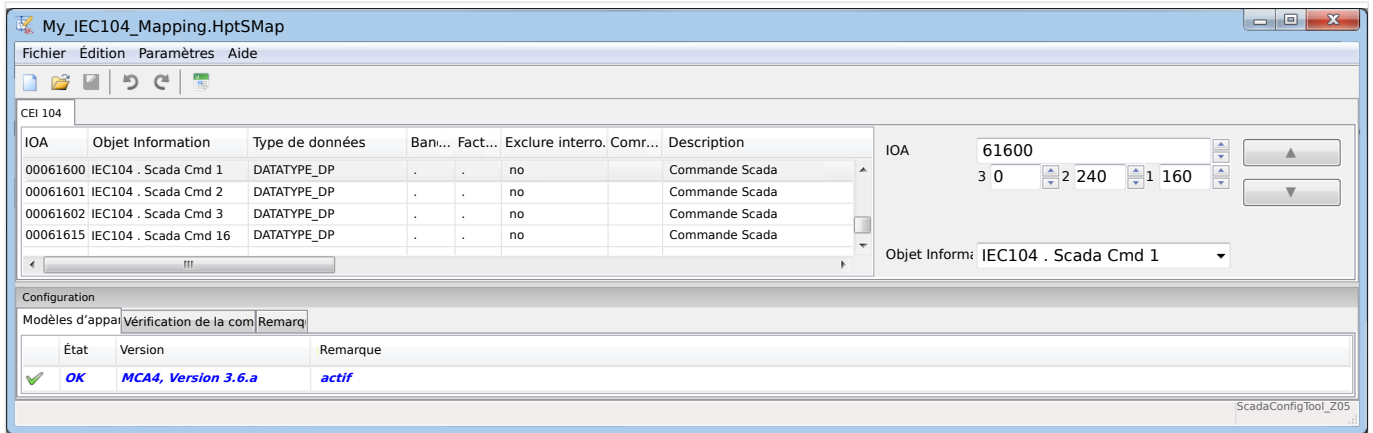 My_IEC104_Mapping.HptSMap
Fichier Édition Paramètres Aide
CEI 104
IOA Objet Information Type de données Ban... Fact... Exclure interro. Comr... Description
00061600 IEC104 . Scada Cmd 1 DATATYPE_DP . . no Commande Scada
00061601 IEC104 . Scada Cmd 2 DATATYPE_DP . . no Commande Scada
00061602 IEC104 . Scada Cmd 3 DATATYPE_DP . . no Commande Scada
00061615 IEC104 . Scada Cmd 16 DATATYPE_DP . . no Commande Scada
IOA 61600
3 0 2 240 1 160
Objet Informa IEC104 . Scada Cmd 1
Configuration
Modèles d’appar Vérification de la com Remarq
État Version Remarque
OK MCA4, Version 3.6.a actif
ScadaConfigTool_Z05